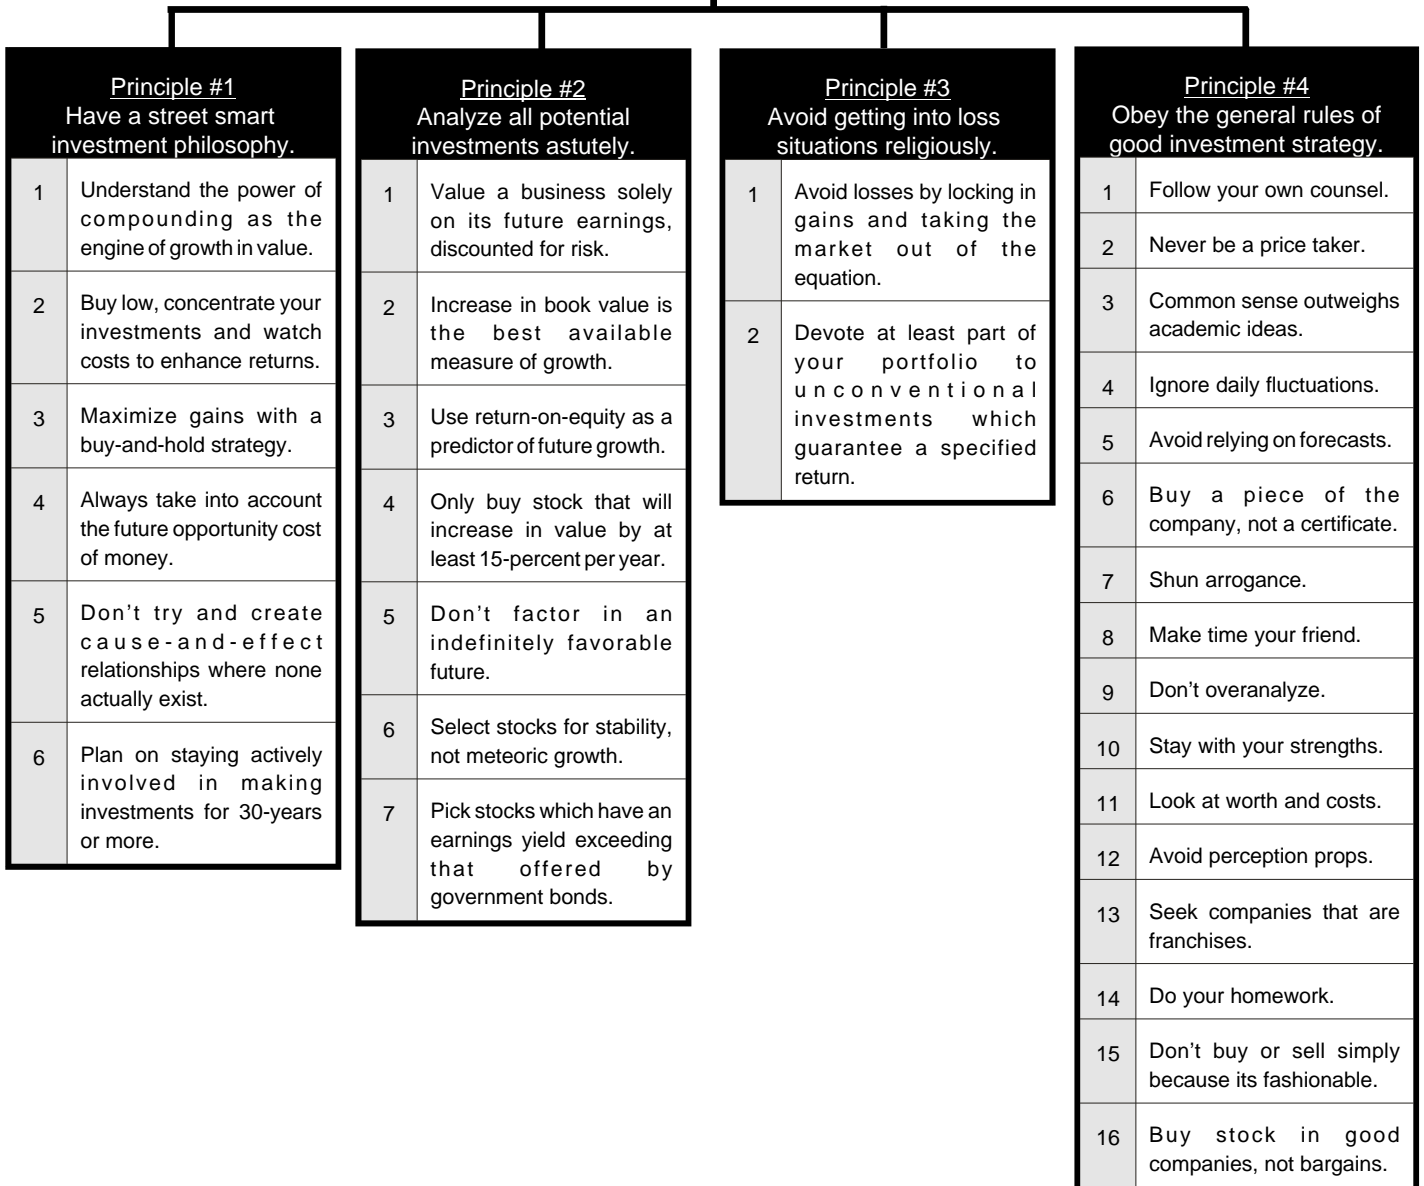 Principle #1
Have a street smart
investment philosophy.
1
Understand the power of
compounding as the
engine of growth in value.
2
Buy low, concentrate your
investments and watch
costs to enhance returns.
3
Maximize gains with a
buy-and-hold strategy.
4
Always take into account
the future opportunity cost
of money.
5
Don't try and create
cause-and-effect
relationships where none
actually exist.
6
Plan on staying actively
involved in making
investments for 30-years
or more.
Principle #2
Analyze all potential
investments astutely.
1
Value a business solely
on its future earnings,
discounted for risk.
2
Increase in book value is
the best available
measure of growth.
3
Use return-on-equity as a
predictor of future growth.
4
Only buy stock that will
increase in value by at
least 15-percent per year.
5
Don't factor in an
indefinitely favorable
future.
6
Select stocks for stability,
not meteoric growth.
7
Pick stocks which have an
earnings yield exceeding
that offered by
government bonds.
Principle #3
Avoid getting into loss
situations religiously.
1
Avoid losses by locking in
gains and taking the
market out of the
equation.
2
Devote at least part of
your portfolio to
unconventional
investments which
guarantee a specified
return.
Principle #4
Obey the general rules of
good investment strategy.
1
Follow your own counsel.
2
Never be a price taker.
3
Common sense outweighs
academic ideas.
4
Ignore daily fluctuations.
5
Avoid relying on forecasts.
6
Buy a piece of the
company, not a certificate.
7
Shun arrogance.
8
Make time your friend.
9
Don't overanalyze.
10
Stay with your strengths.
11
Look at worth and costs.
12
Avoid perception props.
13
Seek companies that are
franchises.
14
Do your homework.
15
Don't buy or sell simply
because its fashionable.
16
Buy stock in good
companies, not bargains.